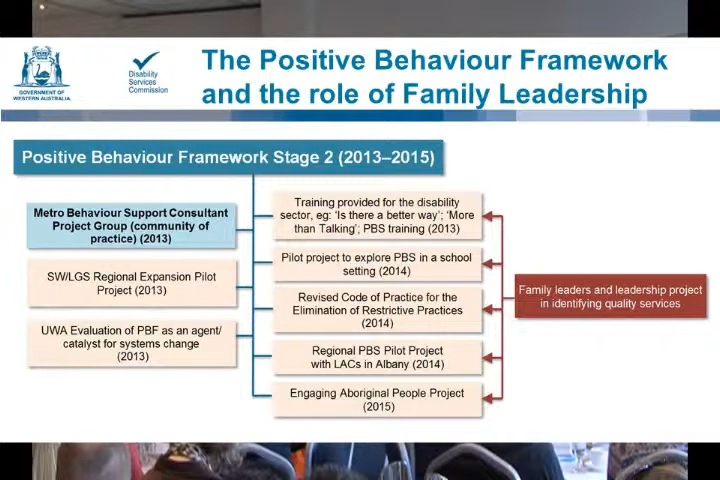 The Positive Behaviour Framework
and the role of Family Leadership
GOVERNMENT OF
WESTERN AUSTRALIA
Disability
Services
Commission
Positive Behaviour Framework Stage 2 (2013–2015)
Metro Behaviour Support Consultant
Project Group (community of
practice) (2013)
SW/LGS Regional Expansion Pilot
Project (2013)
UWA Evaluation of PBF as an agent/
catalyst for systems change
(2013)
Training provided for the disability
sector, eg: ‘Is there a better way’; ‘More
than Talking’; PBS training (2013)
Pilot project to explore PBS in a school
setting (2014)
Revised Code of Practice for the
Elimination of Restrictive Practices
(2014)
Regional PBS Pilot Project
with LACs in Albany (2014)
Engaging Aboriginal People Project
(2015)
Family leaders and leadership project
in identifying quality services